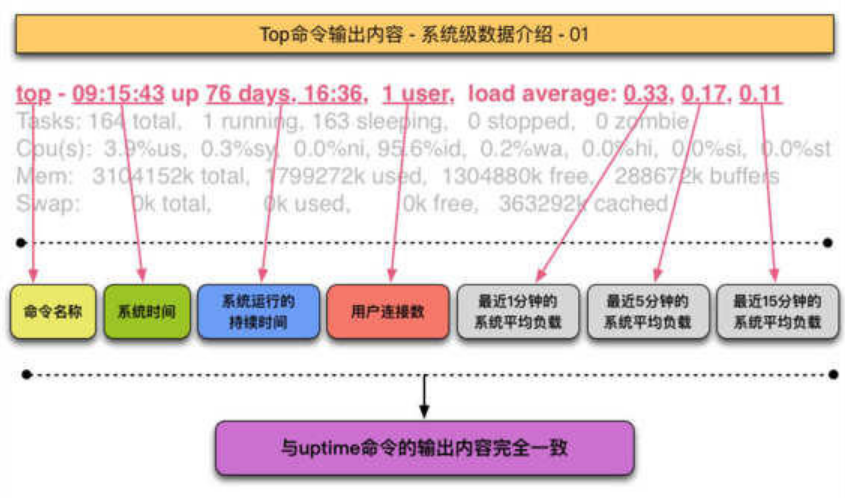 Top命令输出内容 - 系统级数据介绍 - 01
top - 09:15:43 up 76 days, 16:36, 1 user, load average: 0.33, 0.17, 0.11
Tasks: 164 total, 1 running, 163 sleeping, 0 stopped, 0 zombie
Cpu(s): 3.9%us, 0.3%sy, 0.0%ni, 95.6%id, 0.2%wa, 0.0%hi, 0.0%si, 0.0%st
Mem: 3104152k total, 1799272k used, 1304880k free, 288672k buffers
Swap: 0k total, 0k used, 0k free, 363292k cached
命令名称
系统时间
系统运行的
持续时间
用户连接数
最近1分钟的
系统平均负载
最近5分钟的
系统平均负载
最近15分钟的
系统平均负载
与uptime命令的输出内容完全一致